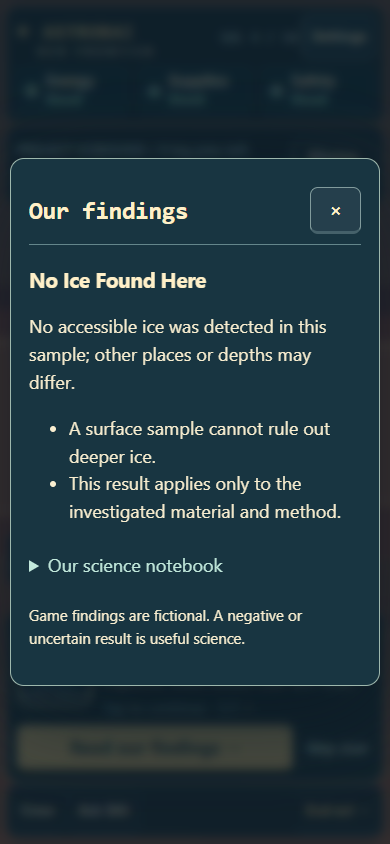 Our findings
×
No Ice Found Here
No accessible ice was detected in this
sample; other places or depths may
differ.
• A surface sample cannot rule out
deeper ice.
• This result applies only to the
investigated material and method.
▶ Our science notebook
Game findings are fictional. A negative or
uncertain result is useful science.